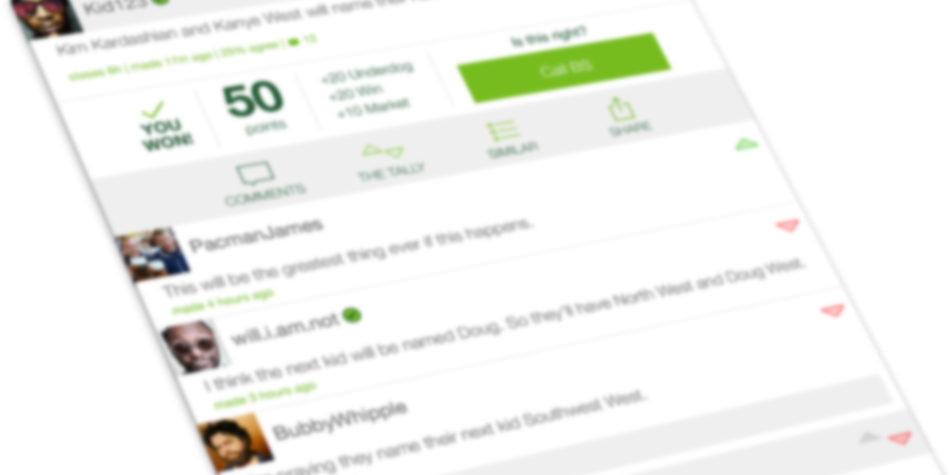 Kid123
Kim Kardashian and Kanye West will name their
closes 6h | made 17m ago | 25% agree |
YOU WON!
50
points
+20 Underdog
+20 Win
+10 Market
Is this right?
Call BS
COMMENTS
THE TALLY
SIMILAR
SHARE
PacmanJames
This will be the greatest thing ever if this happens.
made 4 hours ago
will.i.am.not
I think the next kid will be named Doug. So they'll have North West and Doug West.
made 3 hours ago
BubbyWhipple
praying they name their next kid Southwest West.